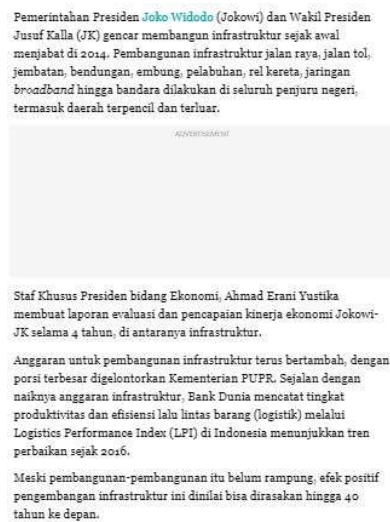 Pemerintahan Presiden Joko Widodo (Jokowi) dan Wakil Presiden
Jusuf Kalla (JK) gencar membangun infrastruktur sejak awal
menjabat di 2014. Pembangunan infrastruktur jalan raya, jalan tol,
jembatan, bendungan, embung, pelabuhan, rel kereta, jaringan
broadband hingga bandara dilakukan di seluruh penjuru negeri,
termasuk daerah terpencil dan terluar.
ADVERTISEMENT
Staf Khusus Presiden bidang Ekonomi, Ahmad Erani Yustika
membuat laporan evaluasi dan pencapaian kinerja ekonomi Jokowi-
JK selama 4 tahun, di antaranya infrastruktur.
Anggaran untuk pembangunan infrastruktur terus bertambah, dengan
porsi terbesar digelontorkan Kementerian PUPR. Sejalan dengan
naiknya anggaran infrastruktur, Bank Dunia mencatat tingkat
produktivitas dan efisiensi lalu lintas barang (logistik) melalui
Logistics Performance Index (LPI) di Indonesia menunjukkan tren
perbaikan sejak 2016.
Meski pembangunan-pembangunan itu belum rampung, efek positif
pengembangan infrastruktur ini dinilai bisa dirasakan hingga 40
tahun ke depan.